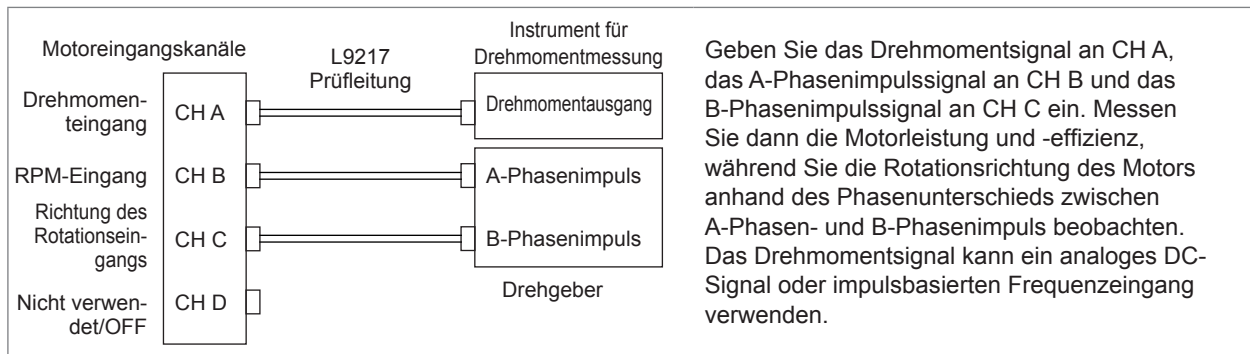 Motoreingangskanäle
L9217
Prüfleitung
Instrument für
Drehmomentmessung
Drehmomen-
teingang
CH A
Drehmomentausgang
RPM-Eingang
CH B
A-Phasenimpuls
Richtung des
Rotationsein-
gangs
CH C
B-Phasenimpuls
Nicht verwen-
det/OFF
CH D
Drehgeber
Geben Sie das Drehmomentsignal an CH A,
das A-Phasenimpulssignal an CH B und das
B-Phasenimpulssignal an CH C ein. Messen
Sie dann die Motorleistung und -effizienz,
während Sie die Rotationsrichtung des Motors
anhand des Phasenunterschieds zwischen
A-Phasen- und B-Phasenimpuls beobachten.
Das Drehmomentsignal kann ein analoges DC-
Signal oder impulsbasierten Frequenzeingang
verwenden.